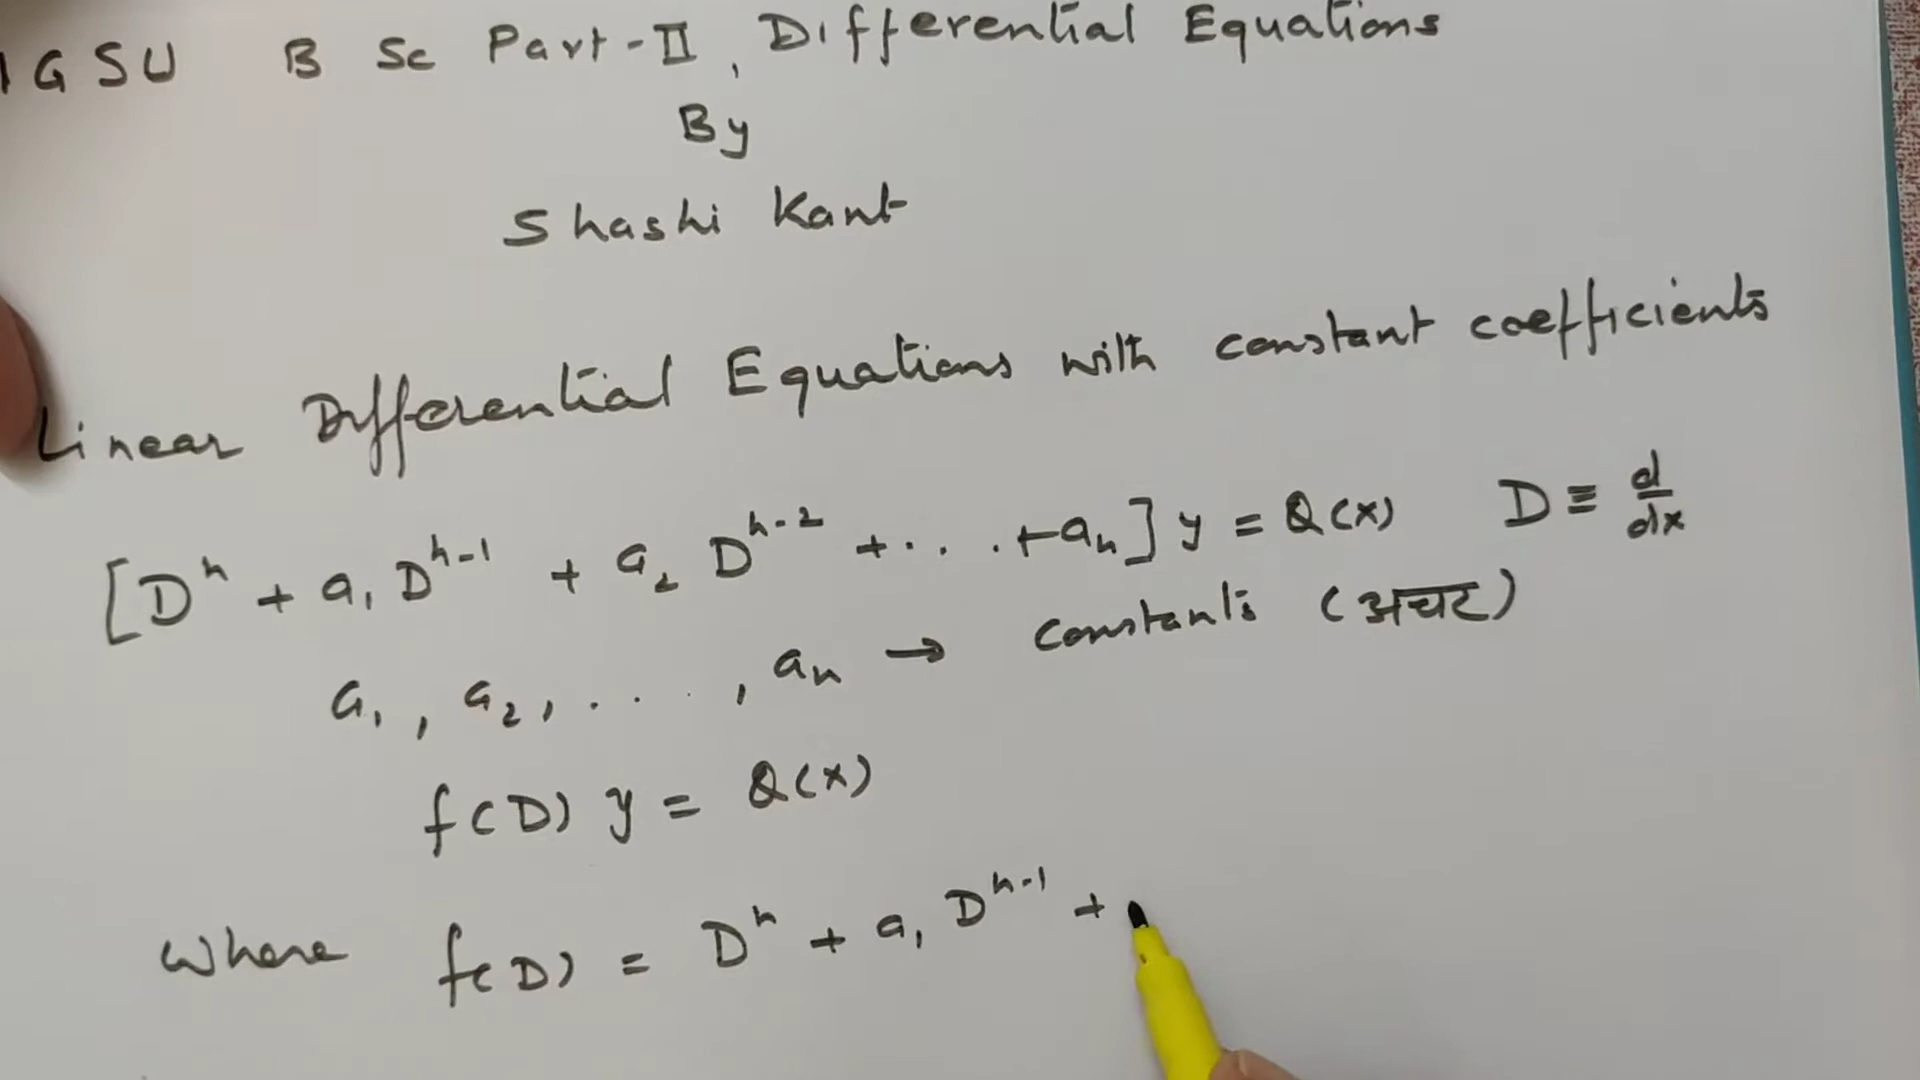 GSU B Sc Part-II, Differential Equations
By
Shashi Kant
Linear Differential Equations with constant coefficients
[Dⁿ + a₁ Dⁿ⁻¹ + a₂ Dⁿ⁻² + . . . . + aₙ] y = Q(x) D ≡ d/dx
a₁, a₂, . . . . , aₙ → constants (अचर)
f(D) y = Q(x)
Where f(D) = Dⁿ + a₁ Dⁿ⁻¹ +